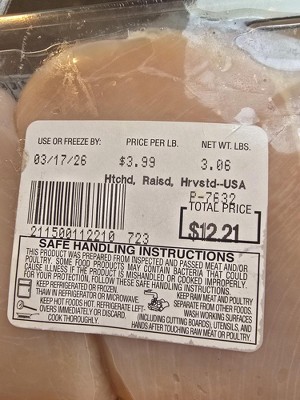 USE OR FREEZE BY: PRICE PER LB. NET WT. LBS.
03/17/26 $3.99 3.06
Htchd, Raisd, Hrvstd--USA
P-7632
TOTAL PRICE
$12.21
211500112210 723
SAFE HANDLING INSTRUCTIONS
THIS PRODUCT WAS PREPARED FROM INSPECTED AND PASSED MEAT AND/OR
POULTRY. SOME FOOD PRODUCTS MAY CONTAIN BACTERIA THAT COULD
CAUSE ILLNESS IF THE PRODUCT IS MISHANDLED OR COOKED IMPROPERLY.
FOR YOUR PROTECTION, FOLLOW THESE SAFE HANDLING INSTRUCTIONS.
KEEP REFRIGERATED OR FROZEN.
THAW IN REFRIGERATOR OR MICROWAVE.
KEEP HOT FOODS HOT. REFRIGERATE LEFT-
OVERS IMMEDIATELY OR DISCARD.
COOK THOROUGHLY.
KEEP RAW MEAT AND POULTRY
SEPARATE FROM OTHER FOODS.
WASH WORKING SURFACES
(INCLUDING CUTTING BOARDS), UTENSILS, AND
HANDS AFTER TOUCHING RAW MEAT OR POULTRY.